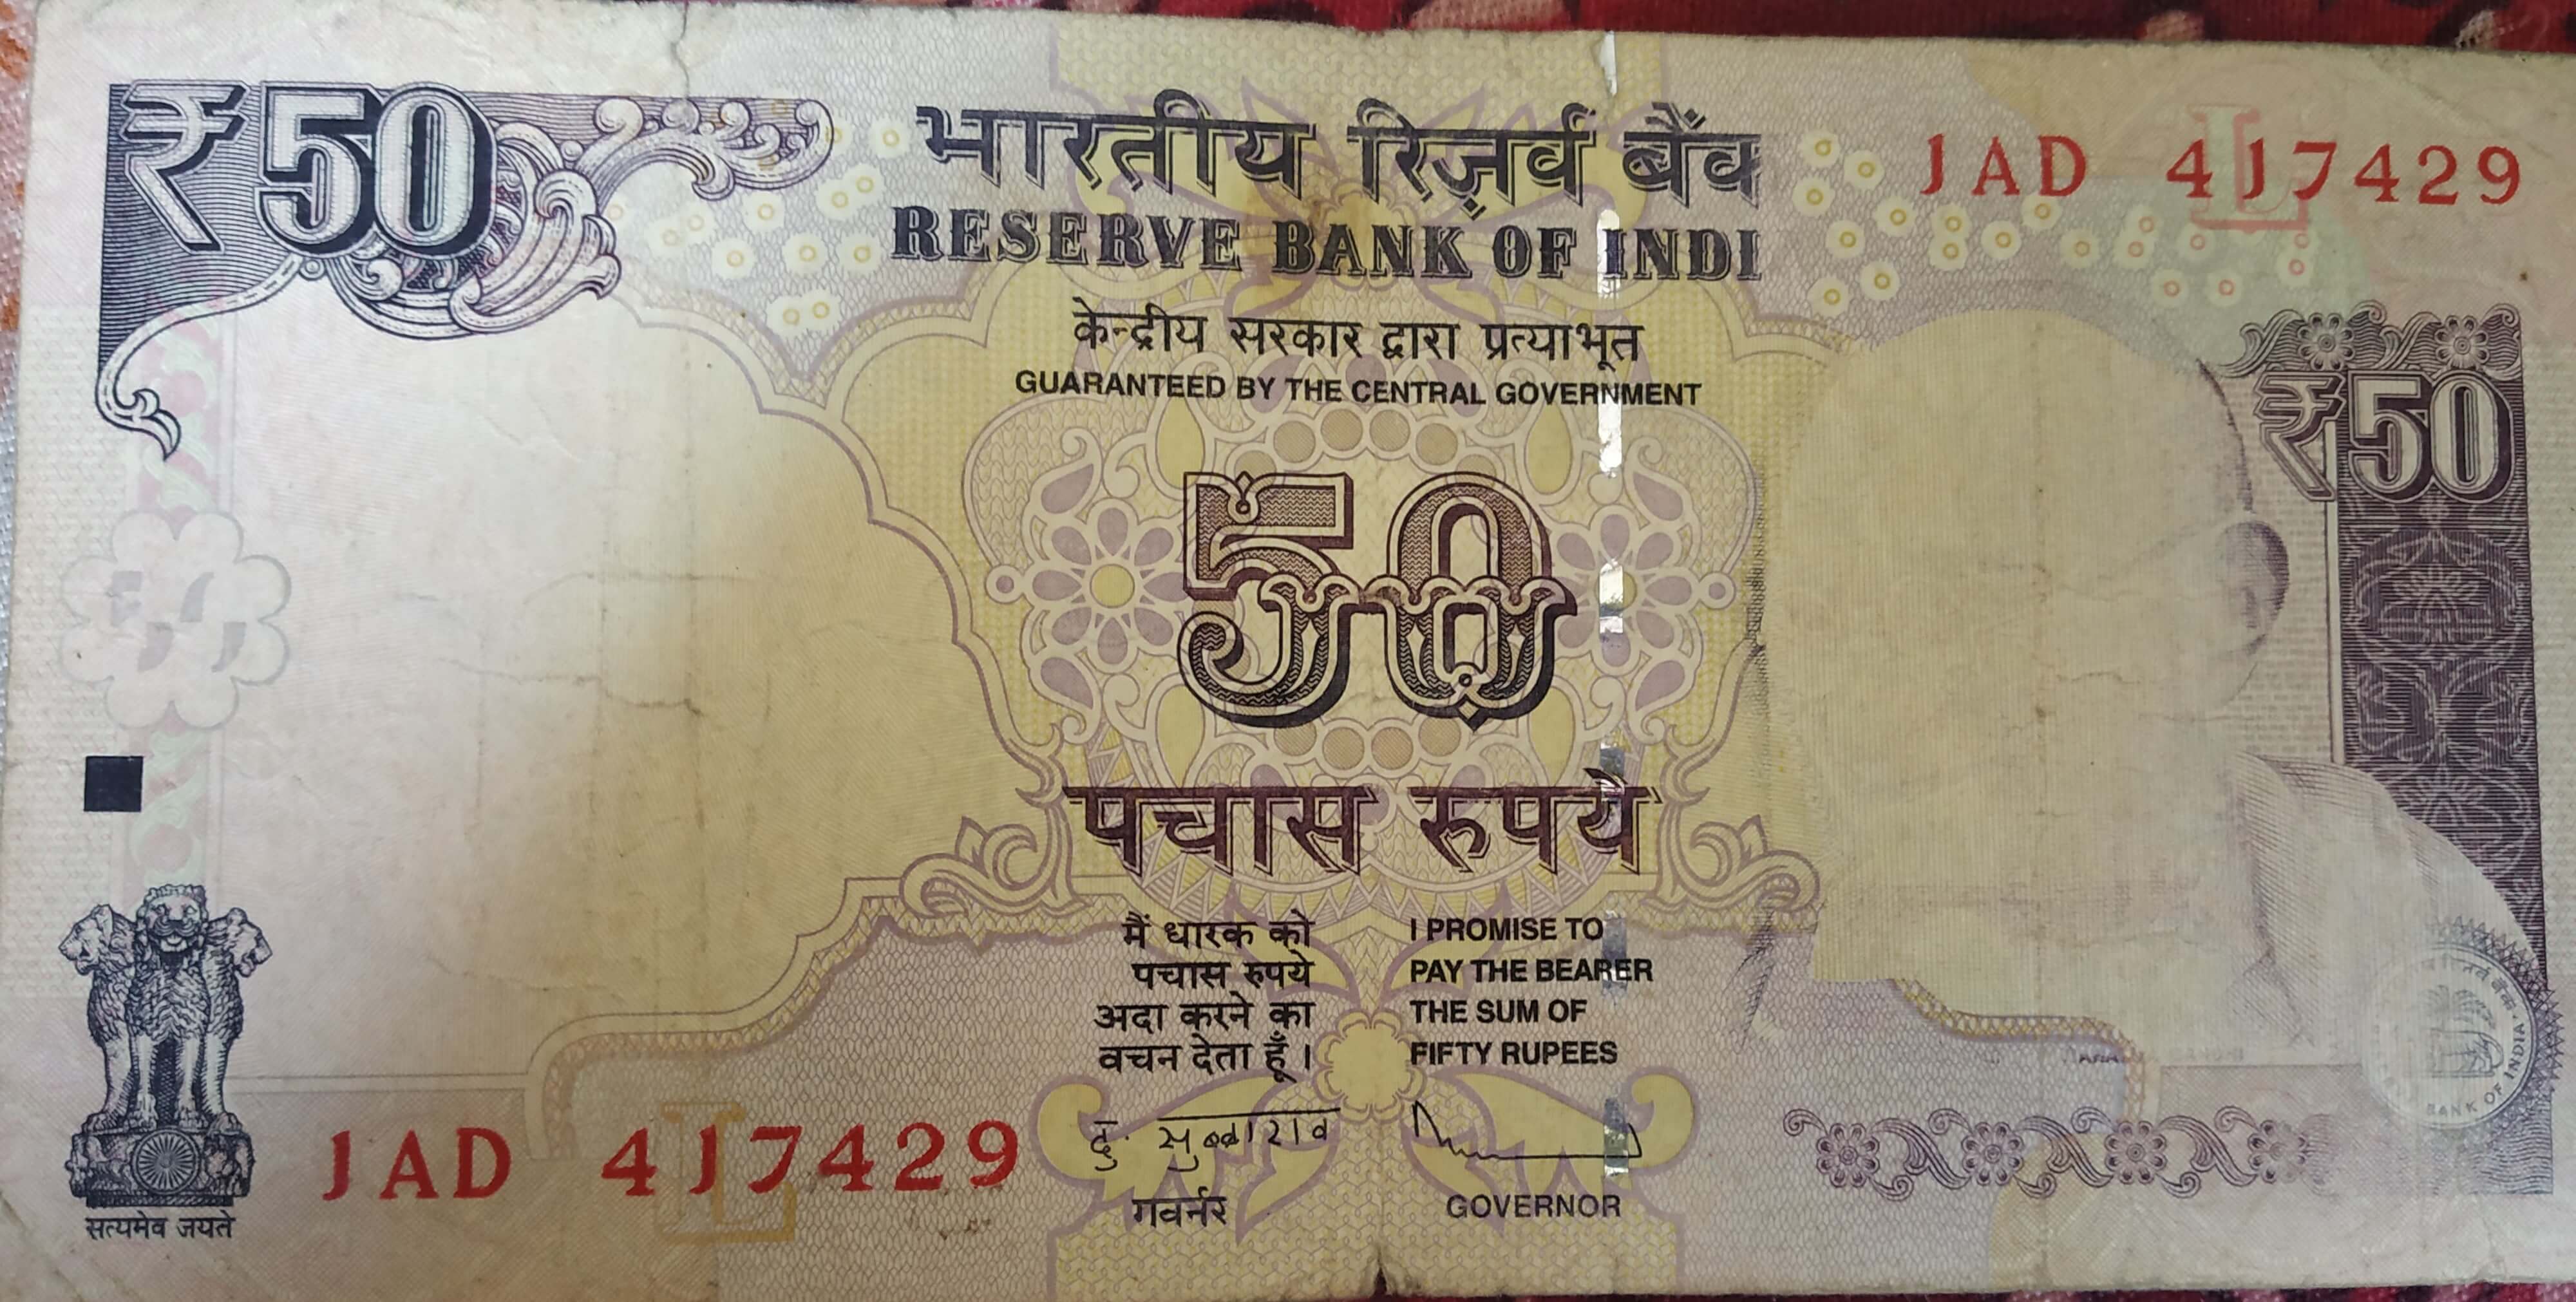 ₹50
भारतीय रिज़र्व बैंक
RESERVE BANK OF INDI
1AD 417429
केन्द्रीय सरकार द्वारा प्रत्याभूत
GUARANTEED BY THE CENTRAL GOVERNMENT
₹50
50
पचास रुपये
मैं धारक को
पचास रुपये
अदा करने का
वचन देता हूँ।
I PROMISE TO
PAY THE BEARER
THE SUM OF
FIFTY RUPEES
1AD 417429
L
L
दु. सुब्बाराव
गवर्नर
GOVERNOR
सत्यमेव जयते
BANK OF INDIA